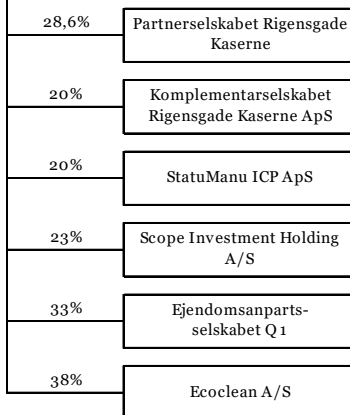 28,6%
Partnerselskabet Rigensgade
Kaserne
20%
Komplementarselskabet
Rigensgade Kaserne ApS
20%
StatuManu ICP ApS
23%
Scope Investment Holding
A/S
33%
Ejendomsanparts-
selskabet Q1
38%
Ecoclean A/S